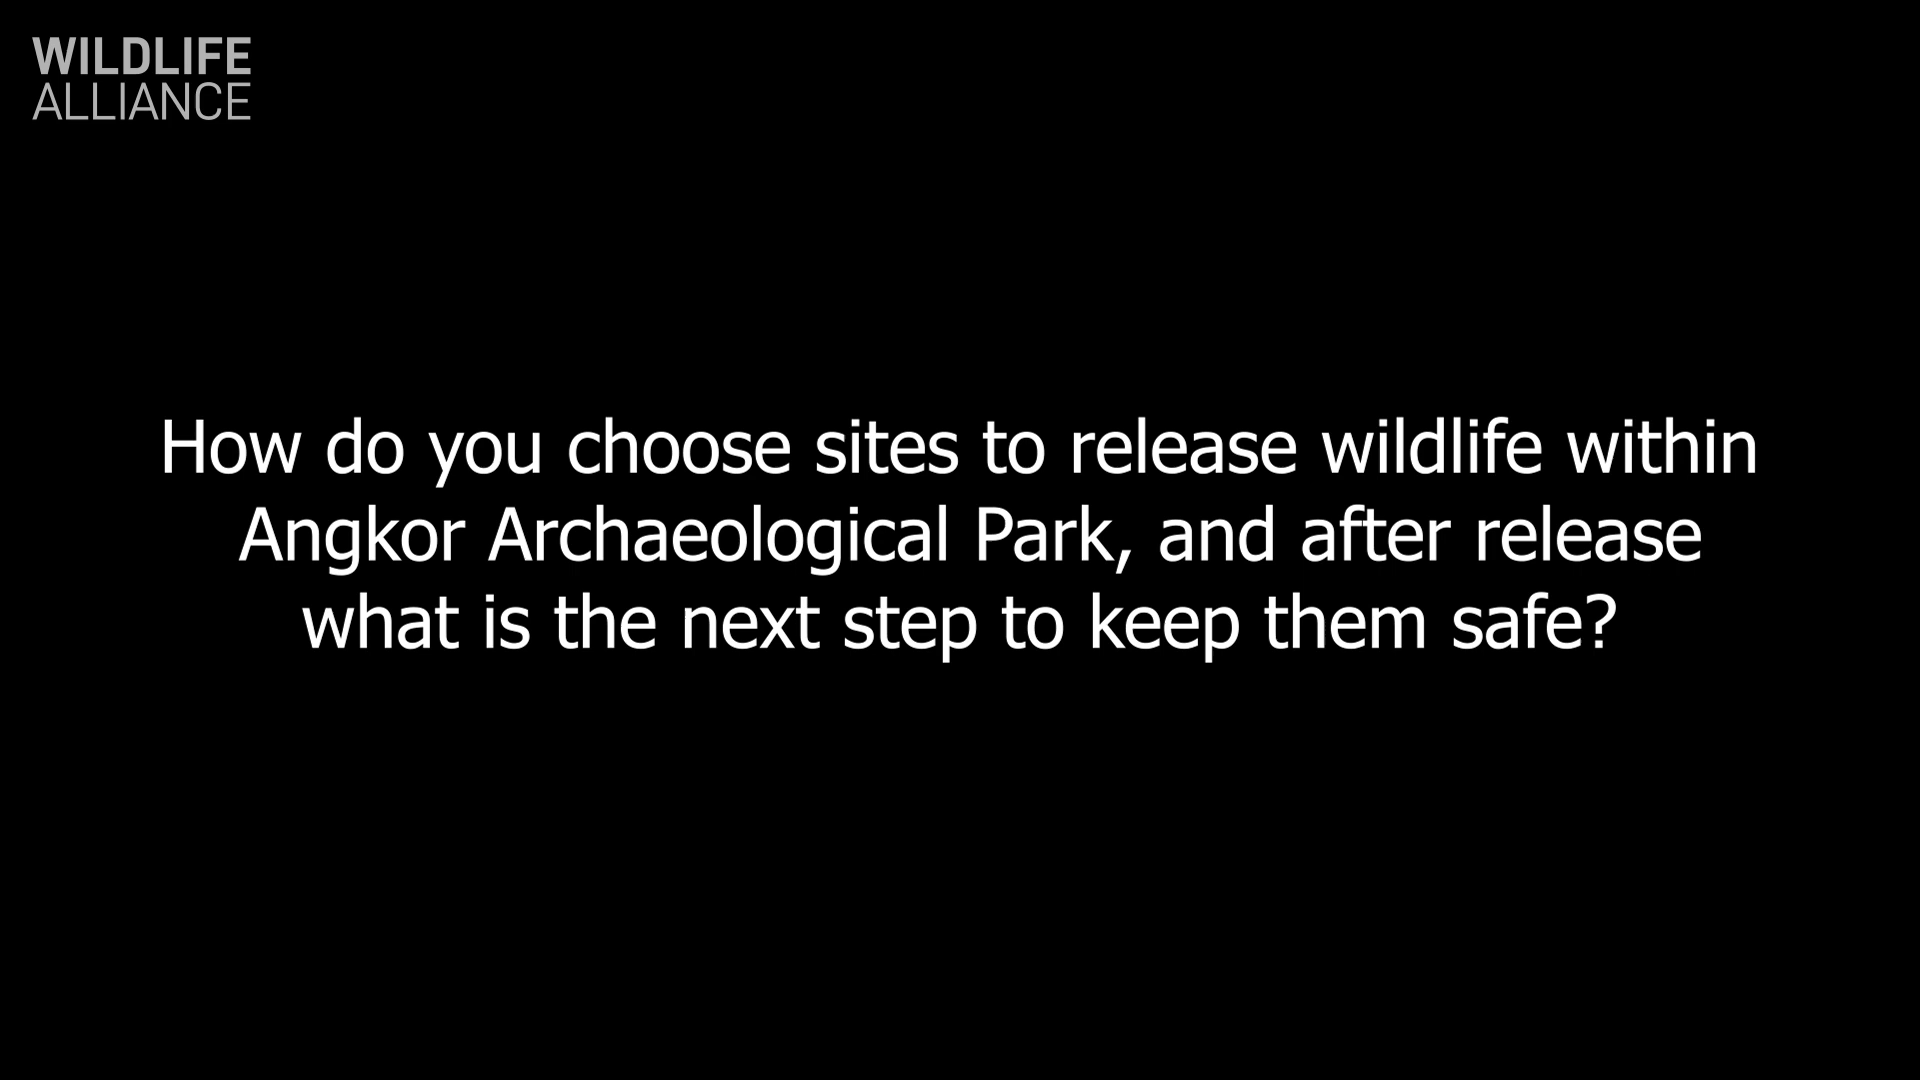 WILDLIFE
ALLIANCE
How do you choose sites to release wildlife within
Angkor Archaeological Park, and after release
what is the next step to keep them safe?